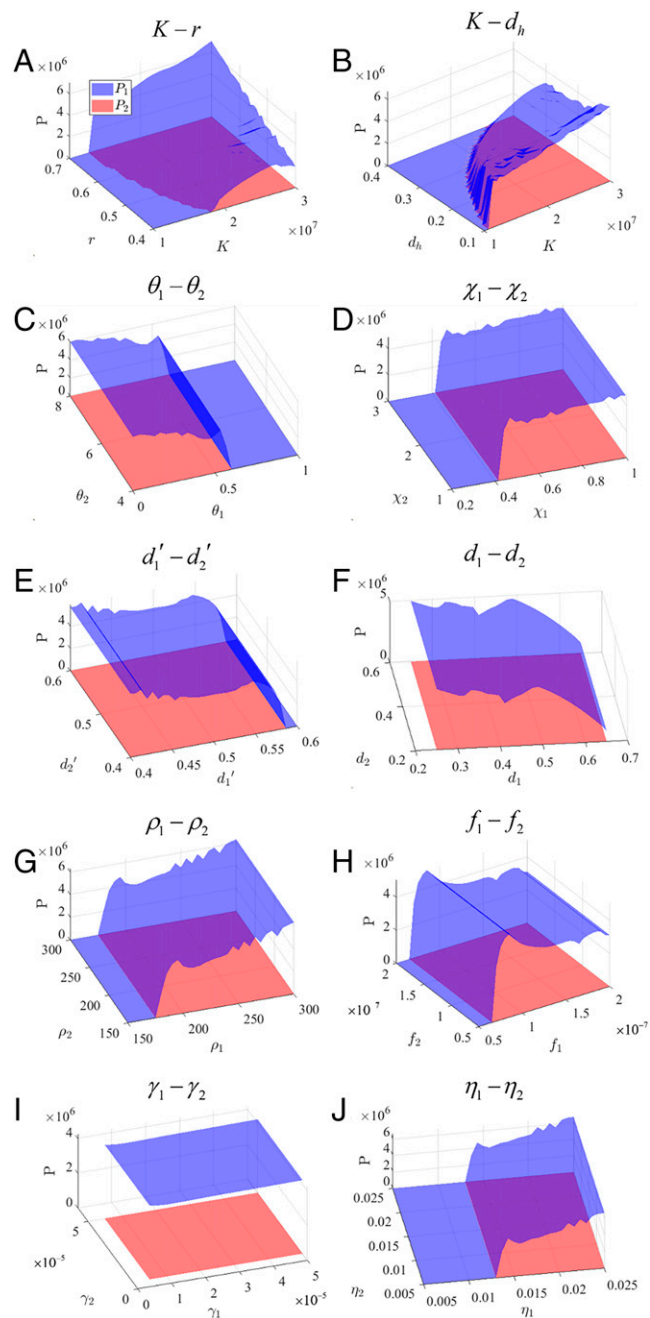 K − r
A
×10⁶
P₁
P₂
P
6
4
2
0
0.7
0.6
0.5
0.4
r
1
2
3
K
×10⁷
K − d_h
B
×10⁶
P
6
4
2
0
0.4
0.3
0.2
0.1
d_h
1
2
3
K
×10⁷
θ₁ − θ₂
C
×10⁶
P
6
4
2
0
8
6
4
θ₂
0
0.5
1
θ₁
χ₁ − χ₂
D
×10⁶
P
4
2
0
3
2
1
χ₂
0.2
0.4
0.6
0.8
1
χ₁
d₁′ − d₂′
E
×10⁶
P
6
4
2
0
0.6
0.5
0.4
d₂′
0.4
0.45
0.5
0.55
0.6
d₁′
d₁ − d₂
F
×10⁶
P
5
0
0.6
0.4
0.2
d₂
0.2
0.3
0.4
0.5
0.6
0.7
d₁
ρ₁ − ρ₂
G
×10⁶
P
6
4
2
0
300
250
200
150
ρ₂
150
200
250
300
ρ₁
f₁ − f₂
H
×10⁶
P
4
2
0
2
1.5
1
0.5
×10⁻⁷
f₂
0.5
1
1.5
2
×10⁻⁷
f₁
γ₁ − γ₂
I
×10⁶
P
4
2
0
5
0
×10⁻⁵
γ₂
0
1
2
3
4
5
×10⁻⁵
γ₁
η₁ − η₂
J
×10⁶
P
6
4
2
0
0.025
0.02
0.015
0.01
0.005
η₂
0.005
0.01
0.015
0.02
0.025
η₁